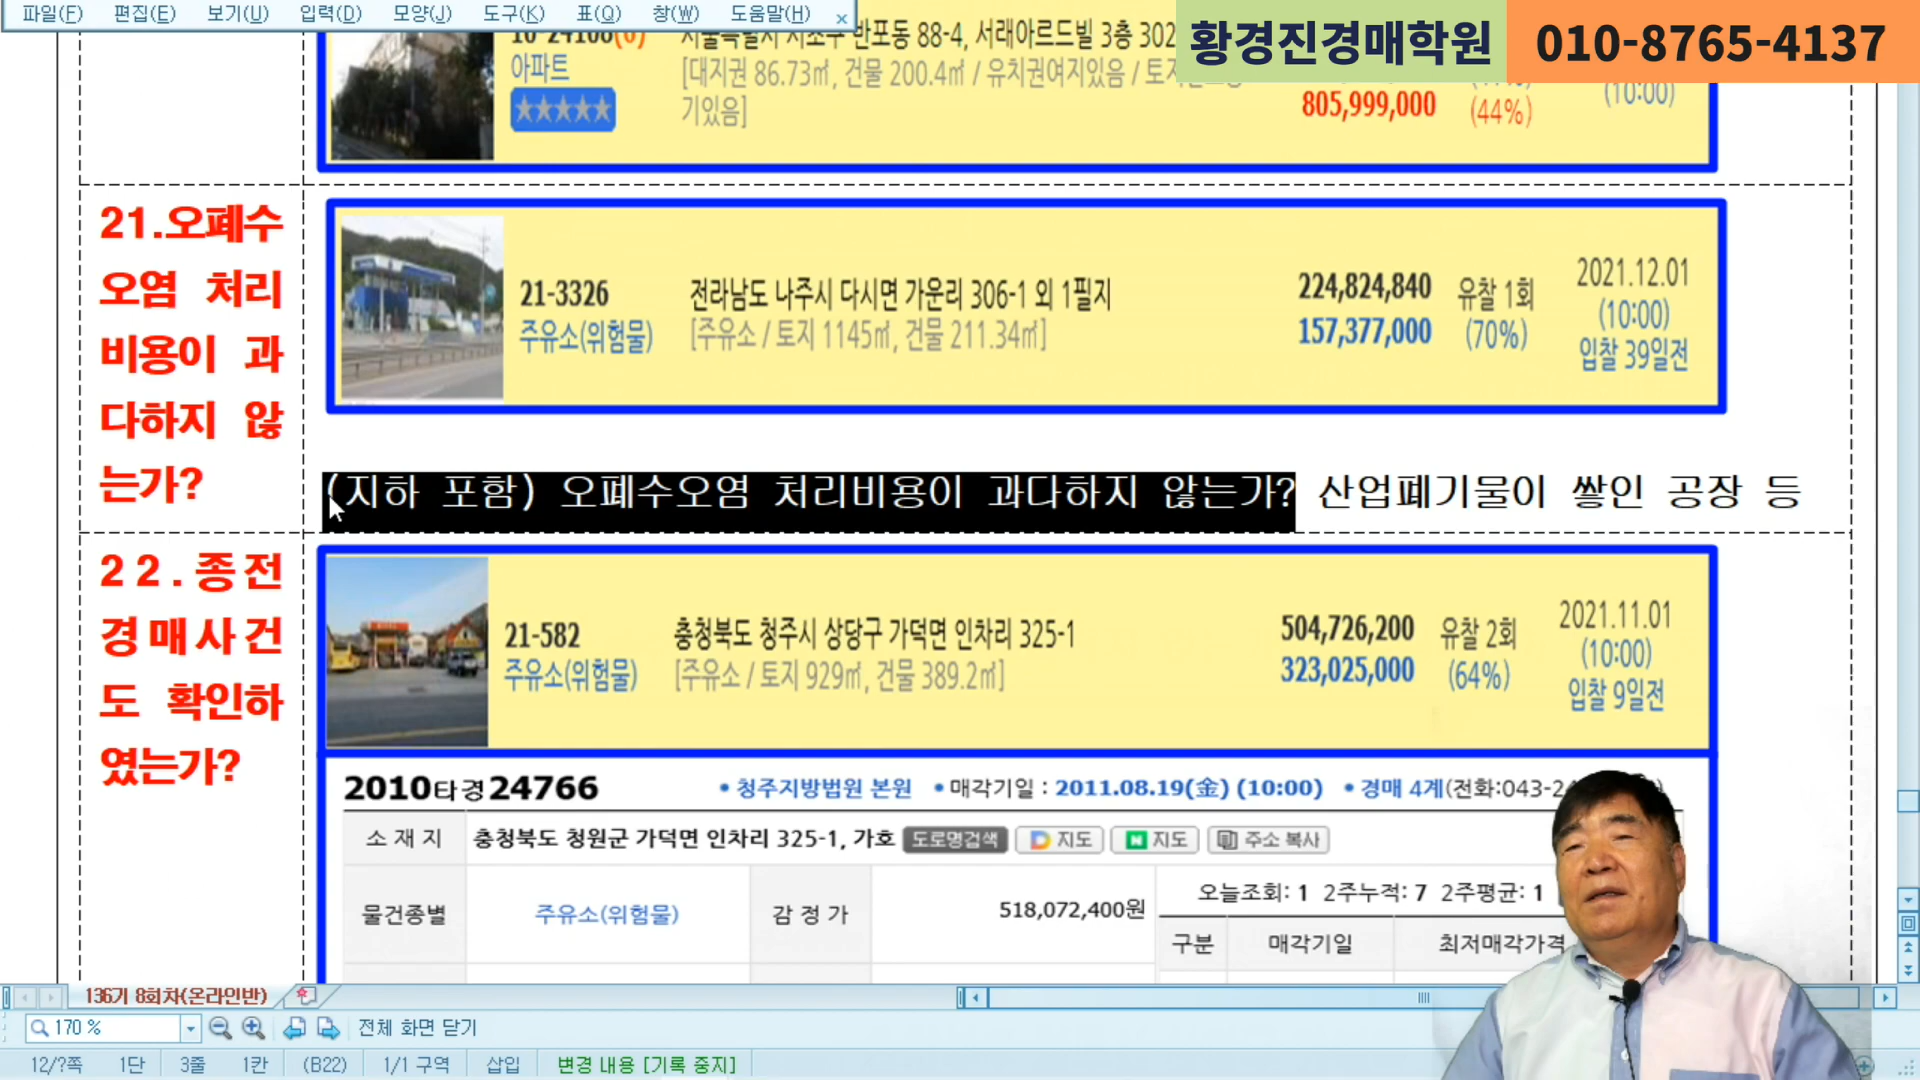 파일(F) 편집(E) 보기(U) 입력(D) 모양(J) 도구(K) 표(Q) 창(W) 도움말(H)
황경진경매학원 010-8765-4137
반포동 88-4, 서래아르드빌 3층 302
아파트
[대지권 86.73㎡, 건물 200.4㎡ / 유치권여지있음 /
기있음]
805,999,000 (44%) (10:00)
21.오폐수
오염 처리
비용이 과
다하지 않
는가?
21-3326
주유소(위험물)
전라남도 나주시 다시면 가운리 306-1 외 1필지
[주유소 / 토지 1145㎡, 건물 211.34㎡]
224,824,840
157,377,000
유찰 1회
(70%)
2021.12.01
(10:00)
입찰 39일전
(지하 포함) 오폐수오염 처리비용이 과다하지 않는가? 산업폐기물이 쌓인 공장 등
22.종전
경매사건
도 확인하
였는가?
21-582
주유소(위험물)
충청북도 청주시 상당구 가덕면 인차리 325-1
[주유소 / 토지 929㎡, 건물 389.2㎡]
504,726,200
323,025,000
유찰 2회
(64%)
2021.11.01
(10:00)
입찰 9일전
2010타경24766 • 청주지방법원 본원 • 매각기일 : 2011.08.19(金) (10:00) • 경매 4계(전화:043-2
소 재 지 충청북도 청원군 가덕면 인차리 325-1, 가호 도로명검색 지도 지도 주소 복사
물건종별 주유소(위험물) 감 정 가 518,072,400원
오늘조회: 1 2주누적: 7 2주평균: 1
구분 매각기일 최저매각가격
136기 8회차(온라인반)
170 % 전체 화면 닫기
12/?쪽 1단 3줄 1칸 (B22) 1/1 구역 삽입 변경 내용 [기록 중지]